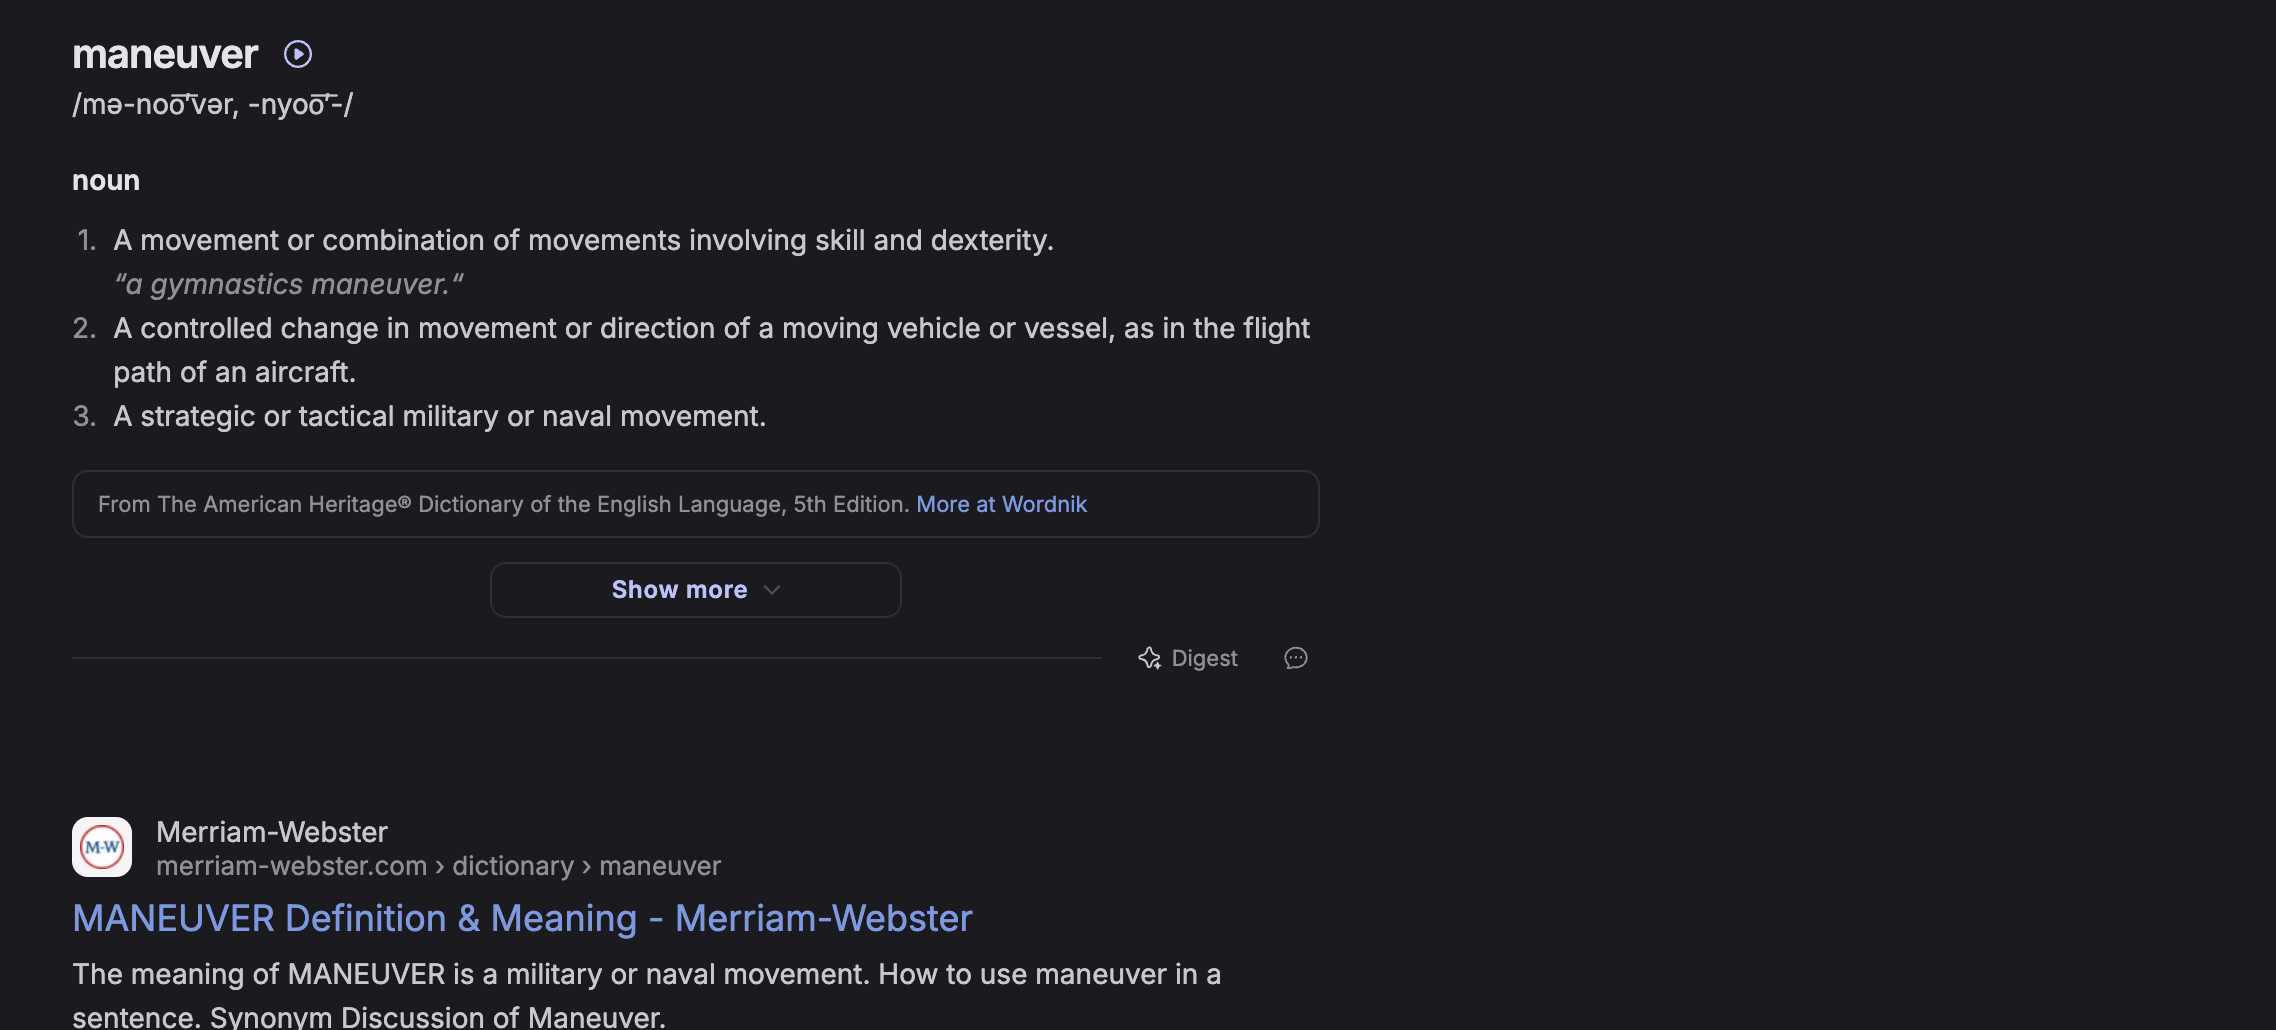 maneuver
/mə-no͞o′vər, -nyo͞o′-/
noun
1. A movement or combination of movements involving skill and dexterity.
“a gymnastics maneuver.“
2. A controlled change in movement or direction of a moving vehicle or vessel, as in the flight
path of an aircraft.
3. A strategic or tactical military or naval movement.
From The American Heritage® Dictionary of the English Language, 5th Edition. More at Wordnik
Show more
Digest
M-W
Merriam-Webster
merriam-webster.com › dictionary › maneuver
MANEUVER Definition & Meaning - Merriam-Webster
The meaning of MANEUVER is a military or naval movement. How to use maneuver in a
sentence. Synonym Discussion of Maneuver.